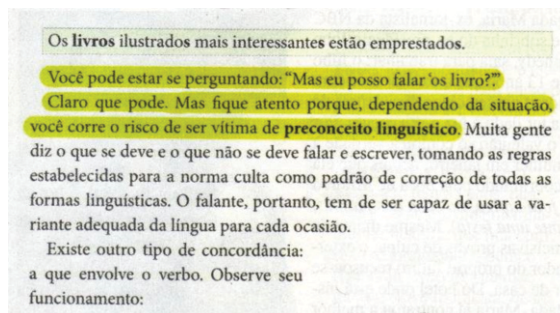 Os livros ilustrados mais interessantes estão emprestados.
Você pode estar se perguntando: “Mas eu posso falar ‘os livro?’.”
Claro que pode. Mas fique atento porque, dependendo da situação,
você corre o risco de ser vítima de preconceito linguístico. Muita gente
diz o que se deve e o que não se deve falar e escrever, tomando as regras
estabelecidas para a norma culta como padrão de correção de todas as
formas linguísticas. O falante, portanto, tem de ser capaz de usar a va-
riante adequada da língua para cada ocasião.
Existe outro tipo de concordância:
a que envolve o verbo. Observe seu
funcionamento: